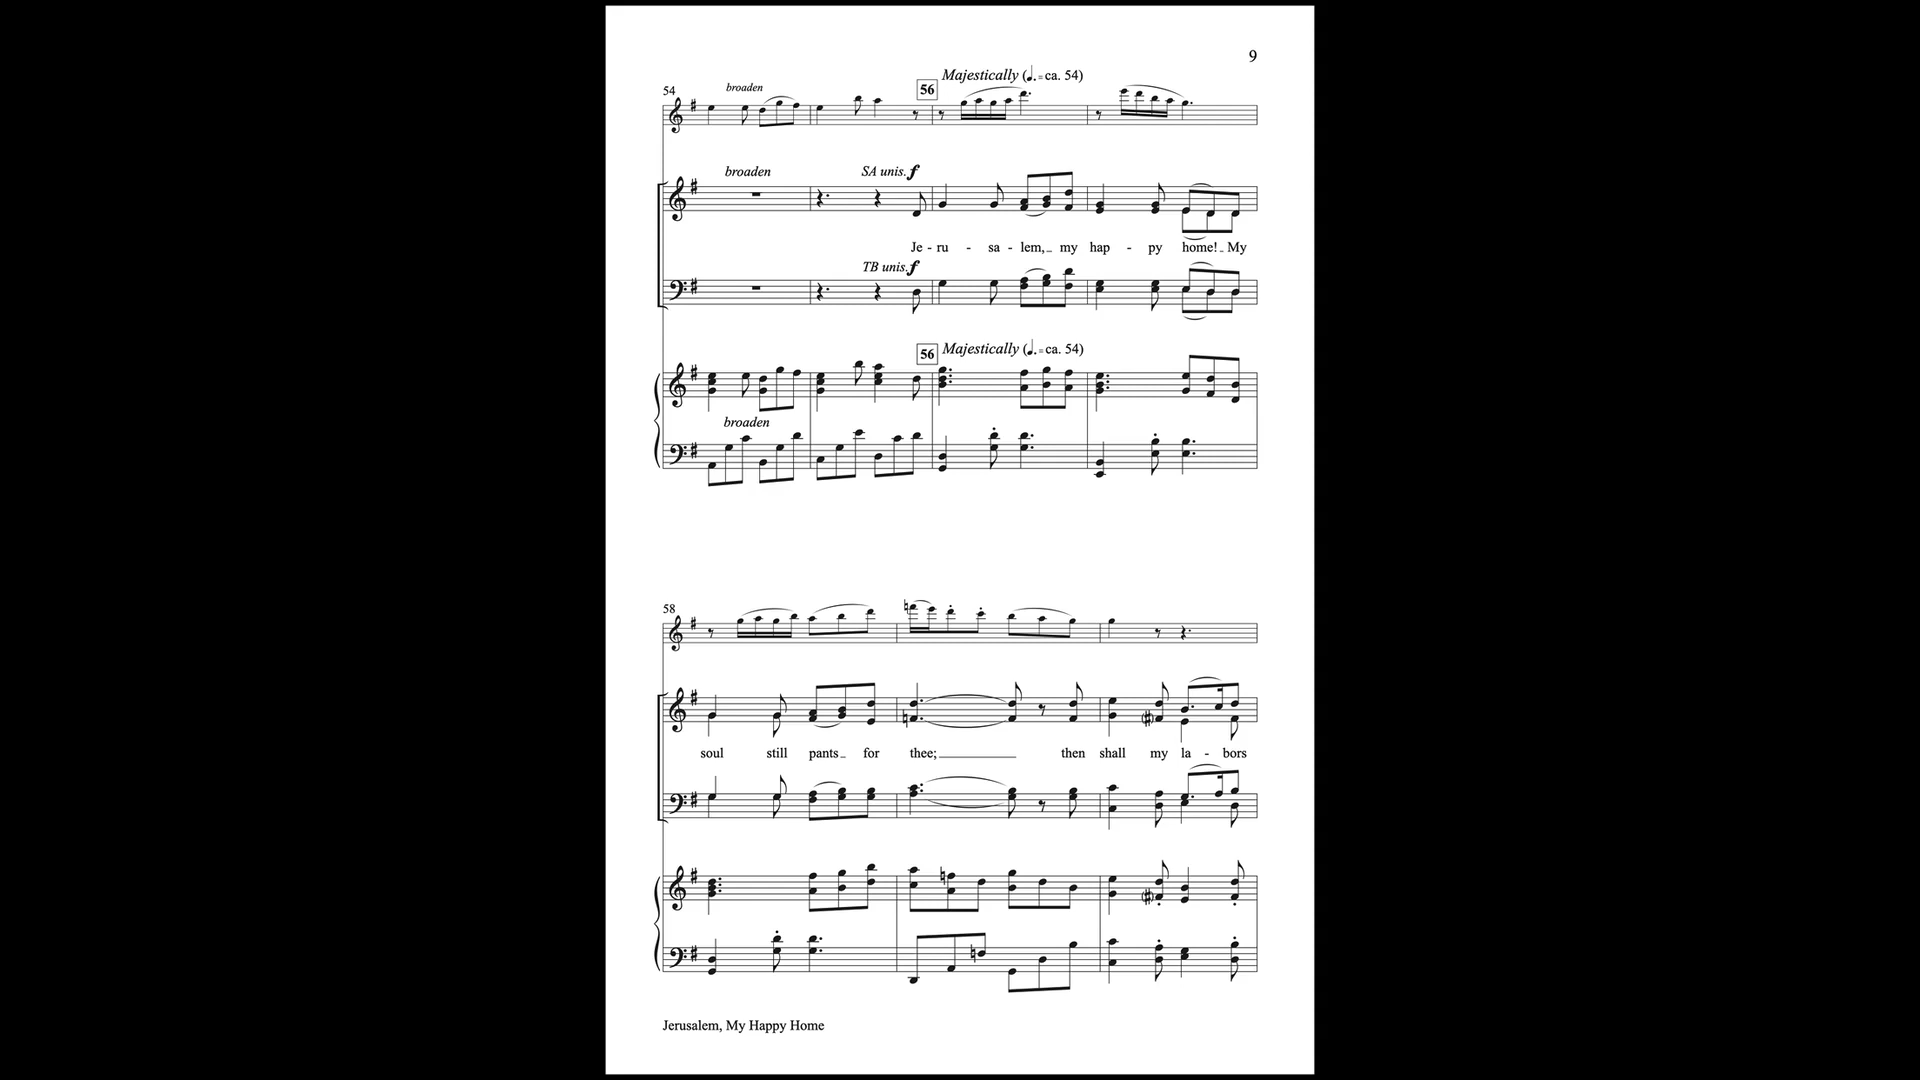 9
Majestically (♩. = ca. 54)
54 broaden 56
broaden SA unis. f
Je - ru - sa - lem, my hap - py home! My
TB unis. f
56 Majestically (♩. = ca. 54)
broaden
58
soul still pants for thee; then shall my la - bors
Jerusalem, My Happy Home